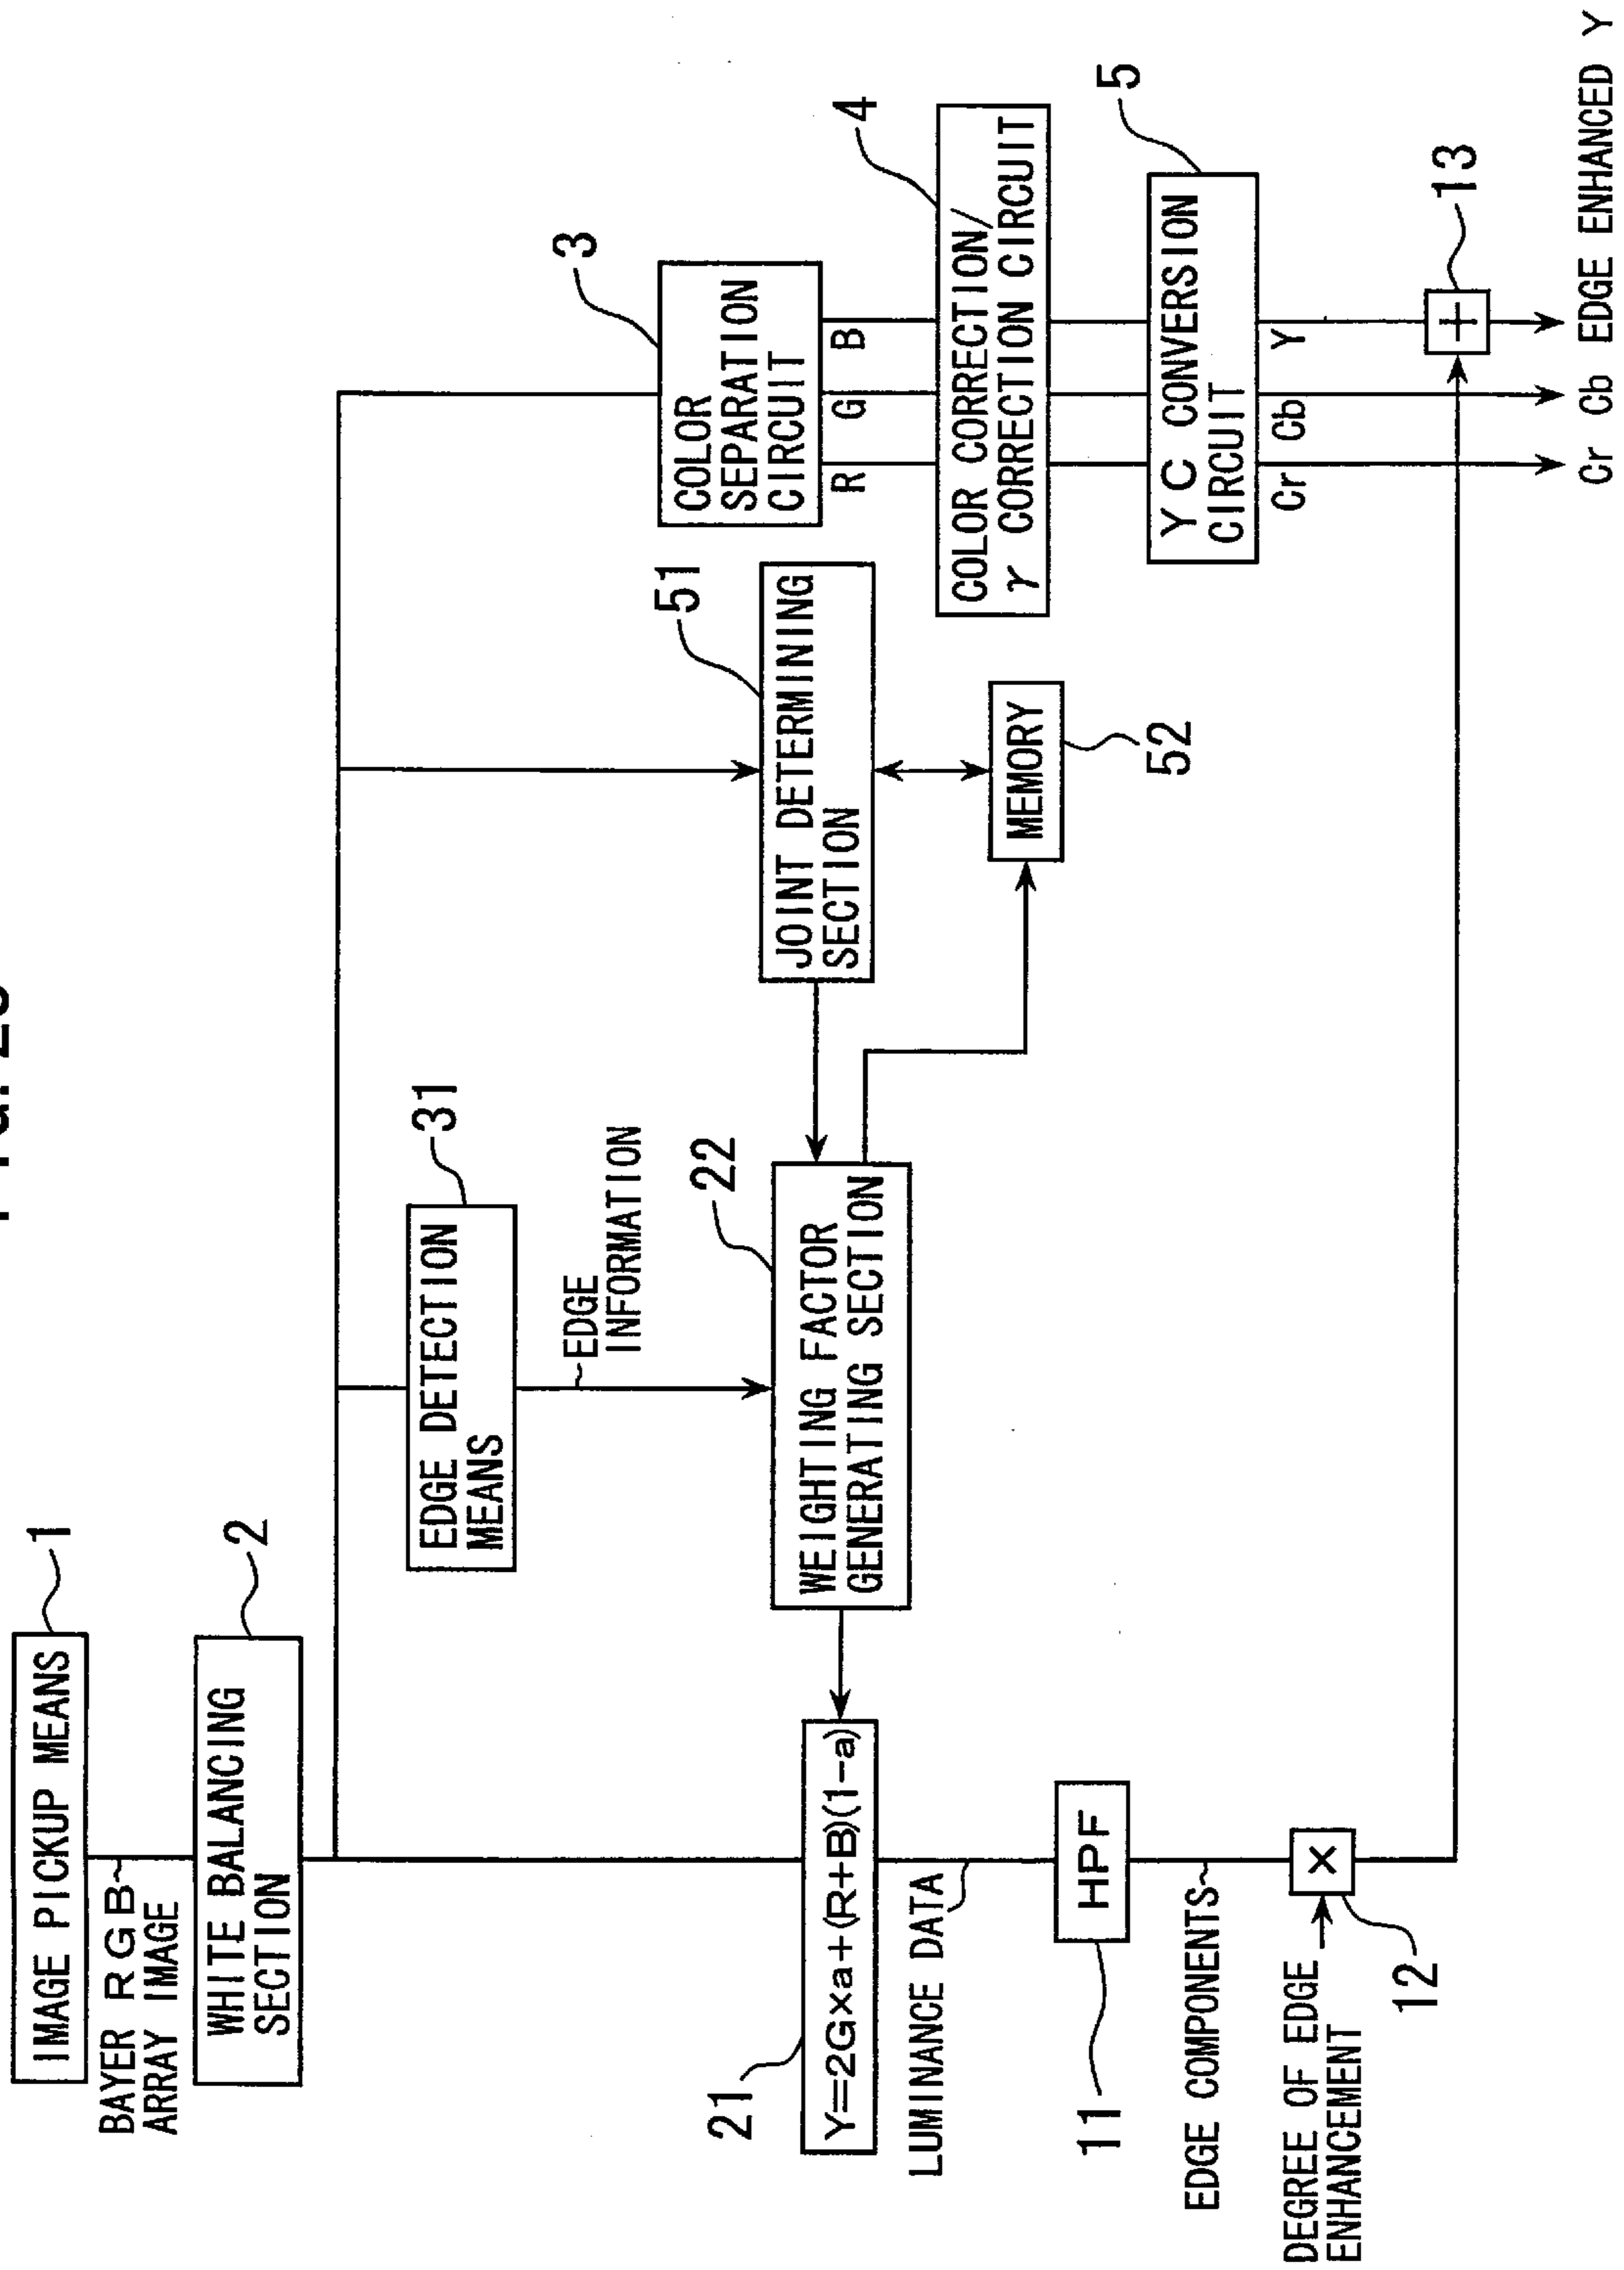 IMAGE PICKUP MEANS
1
BAYER RGB
ARRAY IMAGE
WHITE BALANCING
SECTION
2
EDGE DETECTION
MEANS
31
EDGE
INFORMATION
COLOR
SEPARATION
CIRCUIT
3
R
G
B
JOINT DETERMINING
SECTION
51
21
Y=2G×a+(R+B)(1-a)
WEIGHTING FACTOR
GENERATING SECTION
22
MEMORY
52
COLOR CORRECTION/
γ CORRECTION CIRCUIT
4
LUMINANCE DATA
HPF
11
Y C CONVERSION
CIRCUIT
5
Cr
Cb
Y
EDGE COMPONENTS
DEGREE OF EDGE
ENHANCEMENT
×
12
+
13
Cr Cb EDGE ENHANCED Y